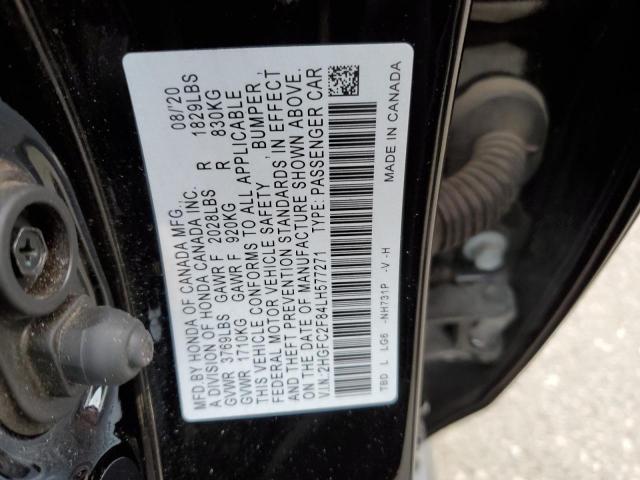 MFD.BY HONDA OF CANADA MFG.,  08/'20
A DIVISION OF HONDA CANADA INC.
GVWR 3769LBS GAWR F 2028LBS R 1829LBS
GVWR 1710KG GAWR F 920KG R 830KG
THIS VEHICLE CONFORMS TO ALL APPLICABLE
FEDERAL MOTOR VEHICLE SAFETY, BUMPER,
AND THEFT PREVENTION STANDARDS IN EFFECT
ON THE DATE OF MANUFACTURE SHOWN ABOVE.
V.I.N.:2HGFC2F84LH577271 TYPE: PASSENGER CAR
TBD L LG6 -NH731P -V -H MADE IN CANADA